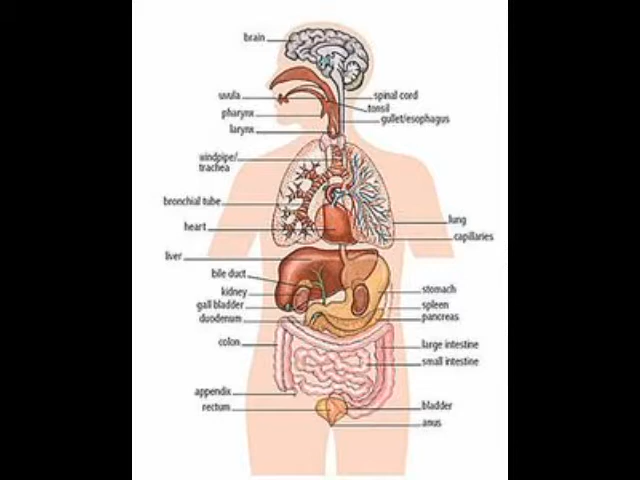 brain
uvula
pharynx
larynx
windpipe/
trachea
bronchial tube
heart
liver
bile duct
kidney
gall bladder
duodenum
colon
appendix
rectum
spinal cord
tonsil
gullet/esophagus
lung
capillaries
stomach
spleen
pancreas
large intestine
small intestine
bladder
anus